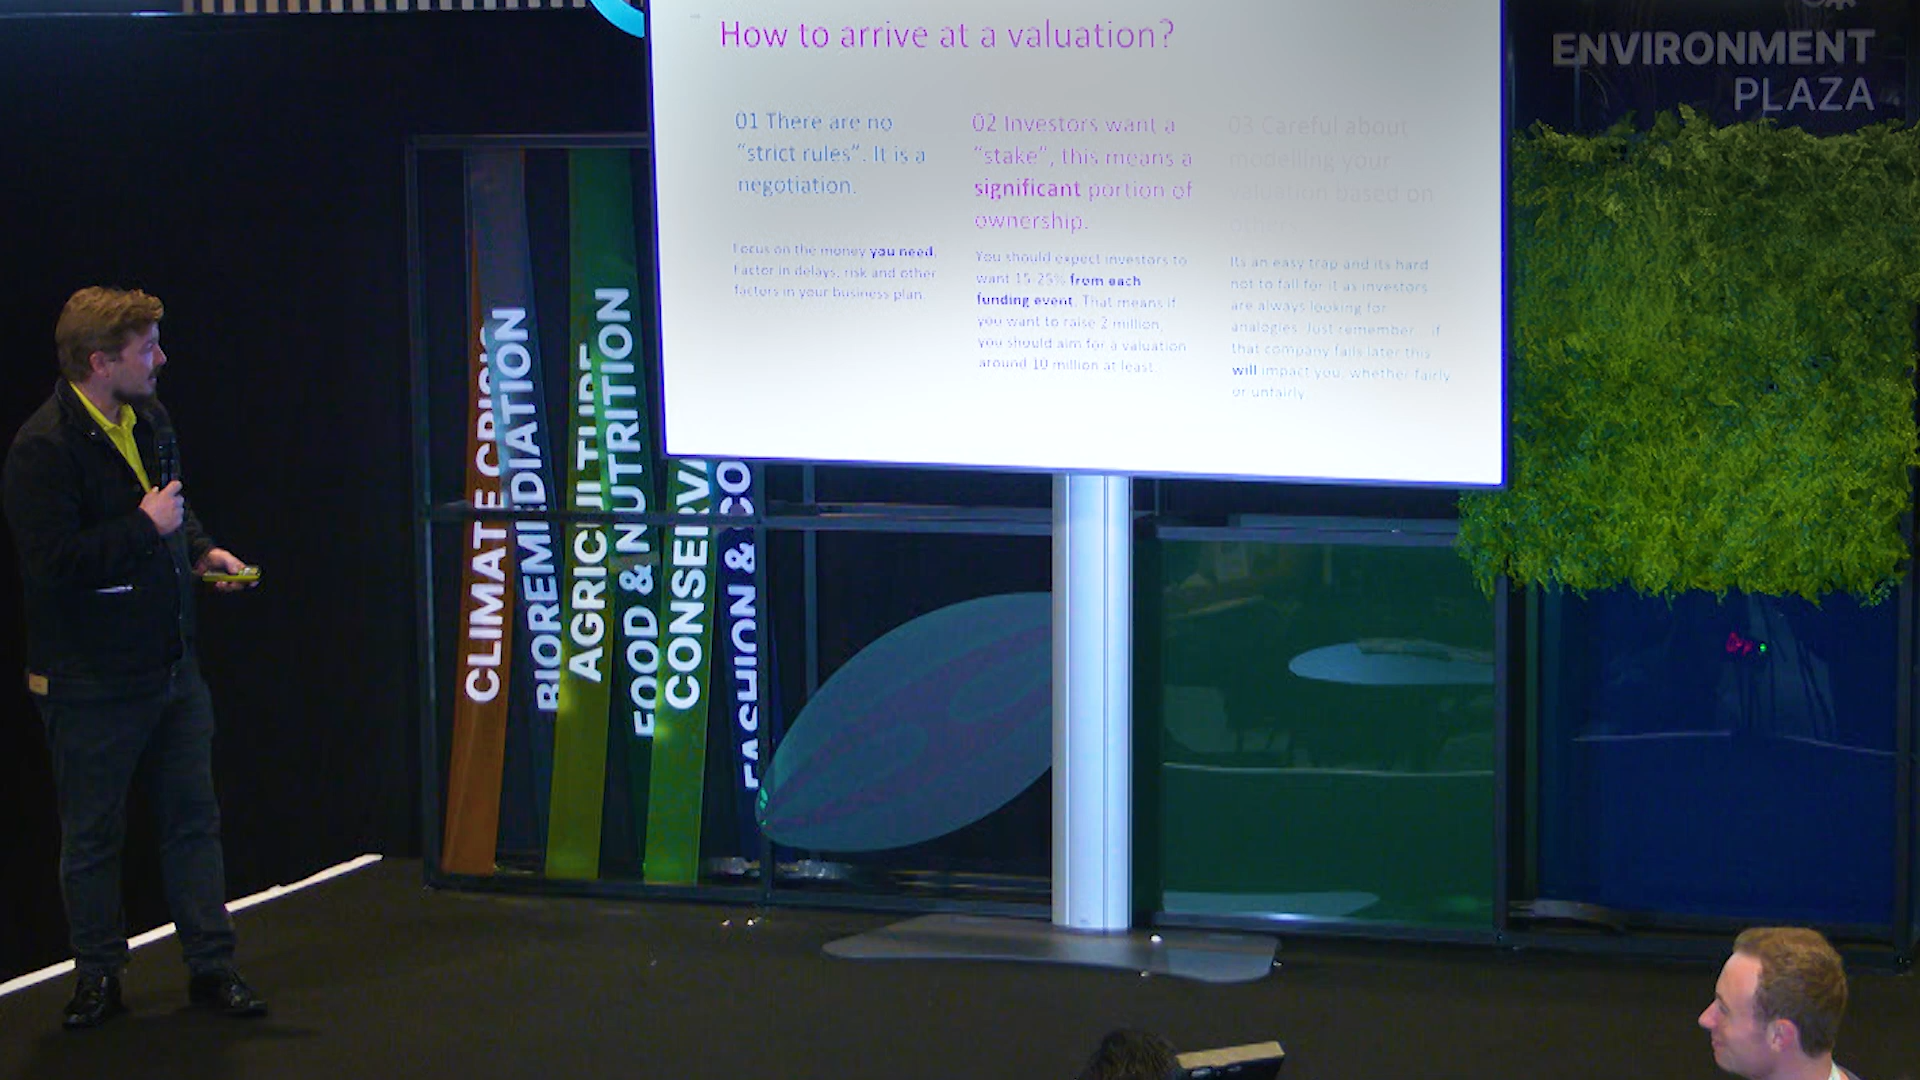 How to arrive at a valuation?
01 There are no
"strict rules". It is a
negotiation.
Focus on the money you need.
Factor in delays, risk and other
factors in your business plan
02 Investors want a
"stake", this means a
significant portion of
ownership.
You should expect investors to
want 15-25% from each
funding event. That means if
you want to raise 2 million,
you should aim for a valuation
around 10 million at least.
03 Careful about
modelling your
valuation based on
others.
Its an easy trap and its hard
not to fall for it as investors
are always looking for
analogies. Just remember... if
that company fails later this
will impact you, whether fairly
or unfairly.
ENVIRONMENT
PLAZA
CLIMATE CRISIS
BIOREMEDIATION
AGRICULTURE
FOOD & NUTRITION
CONSERVA
FASHION & CO